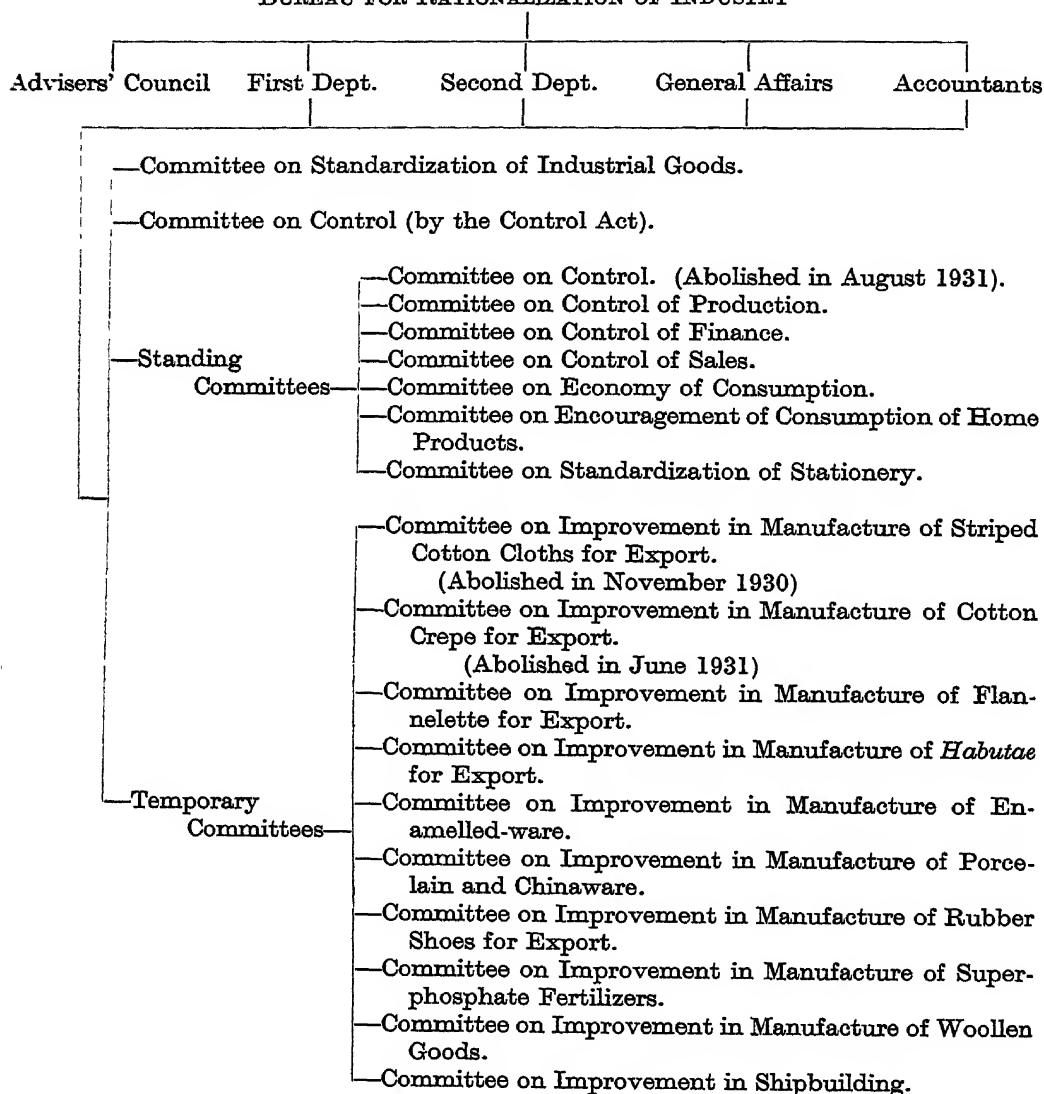 BUREAU FOR RATIONALIZATION OF INDUSTRY
Advisers' Council First Dept. Second Dept. General Affairs Accountants
—Committee on Standardization of Industrial Goods.
—Committee on Control (by the Control Act).
—Committee on Control. (Abolished in August 1931).
—Committee on Control of Production.
—Committee on Control of Finance.
—Standing
—Committee on Control of Sales.
Committees—
—Committee on Economy of Consumption.
—Committee on Encouragement of Consumption of Home
Products.
—Committee on Standardization of Stationery.
—Committee on Improvement in Manufacture of Striped
Cotton Cloths for Export.
(Abolished in November 1930)
—Committee on Improvement in Manufacture of Cotton
Crepe for Export.
(Abolished in June 1931)
—Committee on Improvement in Manufacture of Flan-
nelette for Export.
—Committee on Improvement in Manufacture of Habutae
for Export.
—Temporary
—Committee on Improvement in Manufacture of En-
Committees—
amelled-ware.
—Committee on Improvement in Manufacture of Porce-
lain and Chinaware.
—Committee on Improvement in Manufacture of Rubber
Shoes for Export.
—Committee on Improvement in Manufacture of Super-
phosphate Fertilizers.
—Committee on Improvement in Manufacture of Woollen
Goods.
—Committee on Improvement in Shipbuilding.